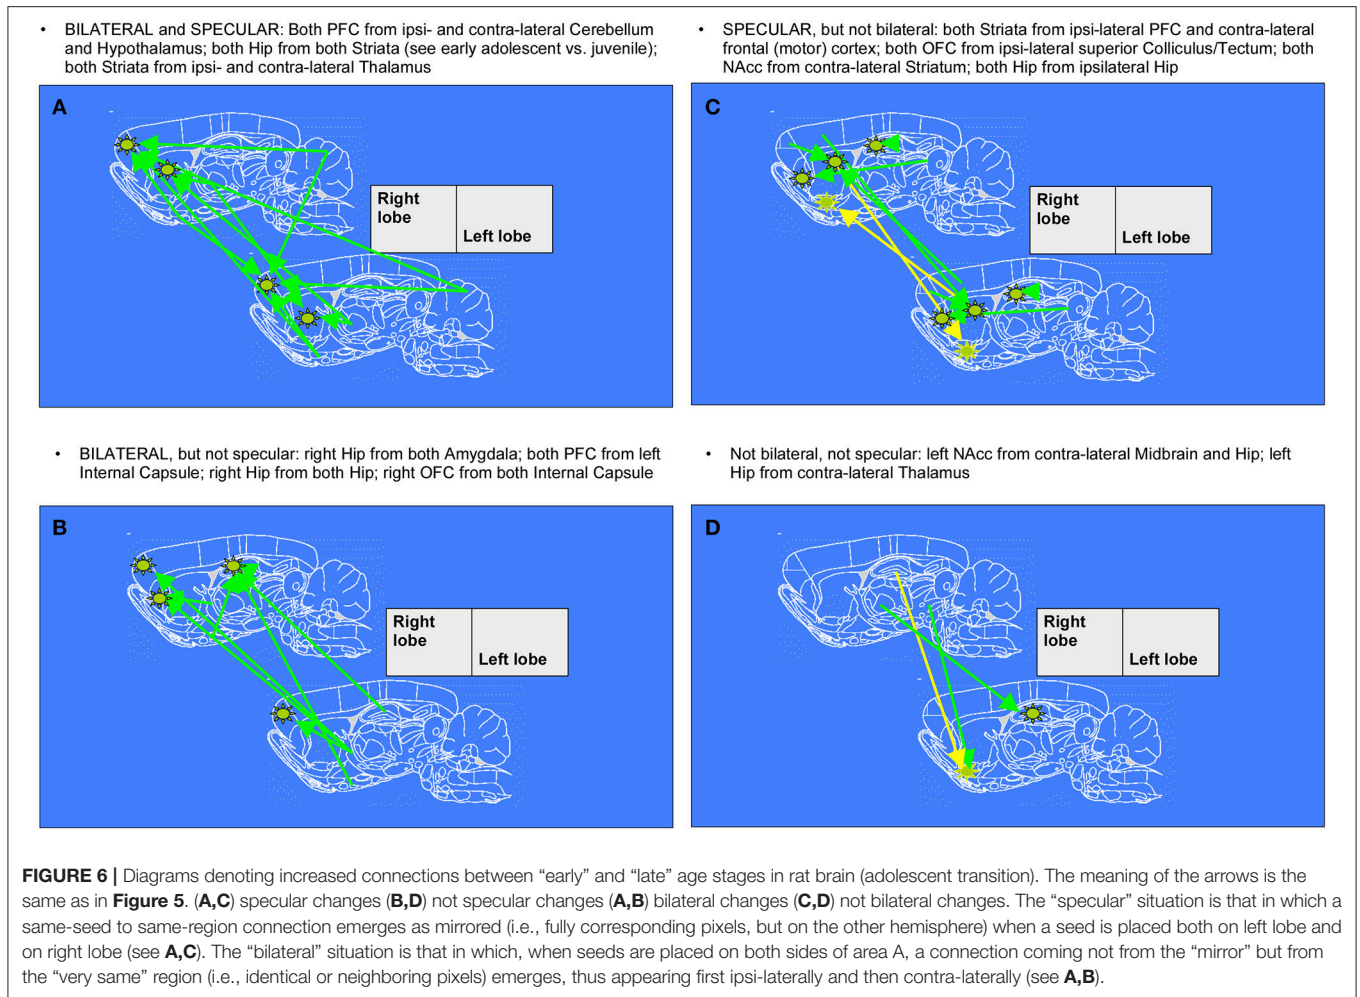 • BILATERAL and SPECULAR: Both PFC from ipsi- and contra-lateral Cerebellum
and Hypothalamus; both Hip from both Striata (see early adolescent vs. juvenile);
both Striata from ipsi- and contra-lateral Thalamus
A
Right
lobe
Left lobe
• SPECULAR, but not bilateral: both Striata from ipsi-lateral PFC and contra-lateral
frontal (motor) cortex; both OFC from ipsi-lateral superior Colliculus/Tectum; both
NAcc from contra-lateral Striatum; both Hip from ipsilateral Hip
C
Right
lobe
Left lobe
• BILATERAL, but not specular: right Hip from both Amygdala; both PFC from left
Internal Capsule; right Hip from both Hip; right OFC from both Internal Capsule
B
Right
lobe
Left lobe
• Not bilateral, not specular: left NAcc from contra-lateral Midbrain and Hip; left
Hip from contra-lateral Thalamus
D
Right
lobe
Left lobe
FIGURE 6 | Diagrams denoting increased connections between “early” and “late” age stages in rat brain (adolescent transition). The meaning of the arrows is the
same as in Figure 5. (A,C) specular changes (B,D) not specular changes (A,B) bilateral changes (C,D) not bilateral changes. The “specular” situation is that in which a
same-seed to same-region connection emerges as mirrored (i.e., fully corresponding pixels, but on the other hemisphere) when a seed is placed both on left lobe and
on right lobe (see A,C). The “bilateral” situation is that in which, when seeds are placed on both sides of area A, a connection coming not from the “mirror” but from
the “very same” region (i.e., identical or neighboring pixels) emerges, thus appearing first ipsi-laterally and then contra-laterally (see A,B).